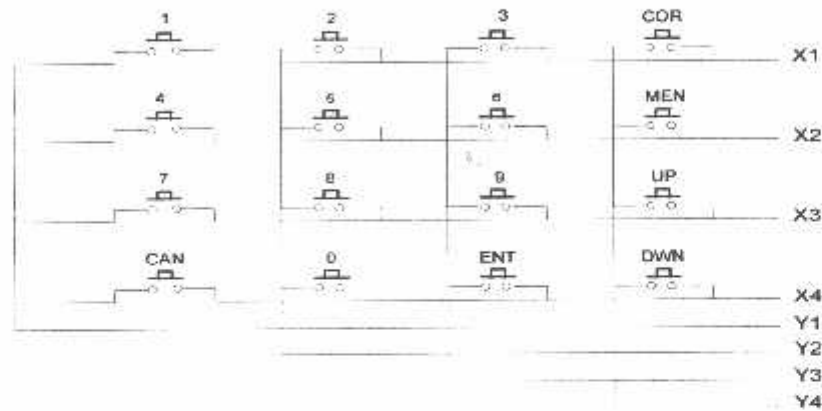 1 2 3 COR
X1
4 5 6 MEN
X2
7 8 9 UP
X3
CAN 0 ENT DWN
X4
Y1
Y2
Y3
Y4